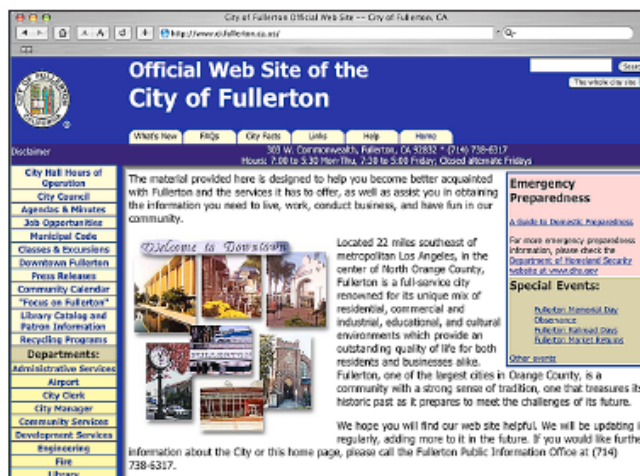 City of Fullerton Official Web Site -- City of Fullerton, CA
http://www.ci.fullerton.ca.us/
Official Web Site of the
City of Fullerton
The whole city site
What's New
FAQs
City Facts
Links
Help
Home
Disclaimer
303 W. Commonwealth, Fullerton, CA 92832 * (714) 738-6317
Hours: 7:00 to 5:30 Mon-Thu, 7:30 to 5:00 Friday; Closed alternate Fridays
City Hall Hours of
Operation
City Council
Agendas & Minutes
Job Opportunities
Municipal Code
Classes & Excursions
Downtown Fullerton
Press Releases
Community Calendar
"Focus on Fullerton"
Library Catalog and
Patron Information
Recycling Programs
Departments:
Administrative Services
Airport
City Clerk
City Manager
Community Services
Development Services
Engineering
Fire
Library
The material provided here is designed to help you become better acquainted
with Fullerton and the services it has to offer, as well as assist you in obtaining
the information you need to live, work, conduct business, and have fun in our
community.
Welcome to Downtown
Located 22 miles southeast of
metropolitan Los Angeles, in the
center of North Orange County,
Fullerton is a full-service city
renowned for its unique mix of
residential, commercial and
industrial, educational, and cultural
environments which provide an
outstanding quality of life for both
residents and businesses alike.
Fullerton, one of the largest cities in Orange County, is a
community with a strong sense of tradition, one that treasures its
historic past as it prepares to meet the challenges of its future.
We hope you will find our web site helpful. We will be updating i
regularly, adding more to it in the future. If you would like furthe
information about the City or this home page, please call the Fullerton Public Information Office at (714)
738-6317.
Emergency
Preparedness
A Guide to Domestic Preparedness
For more emergency preparedness
information, please check the
Department of Homeland Security
website at www.dhs.gov
Special Events:
Fullerton Memorial Day
Observance
Fullerton Railroad Days
Fullerton Market Returns
Other events